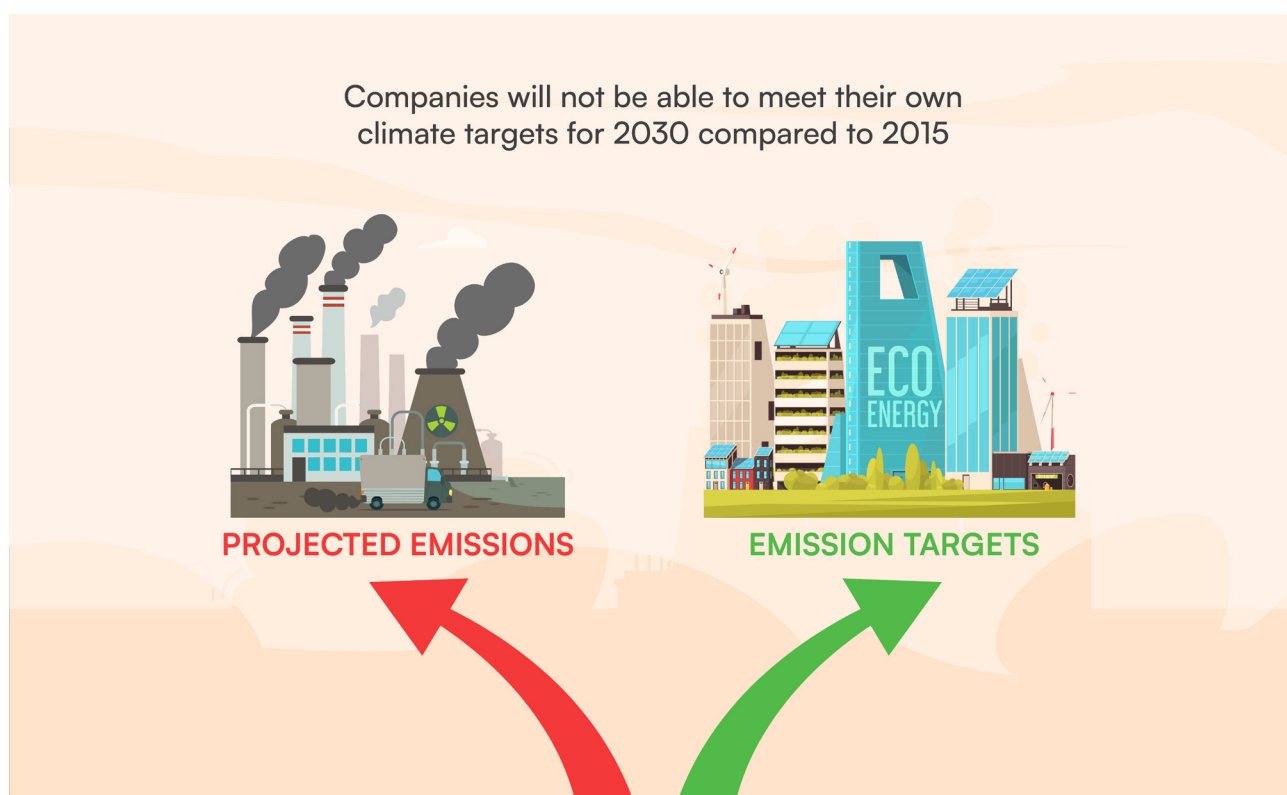 Companies will not be able to meet their own
climate targets for 2030 compared to 2015
ECO
ENERGY
PROJECTED EMISSIONS
EMISSION TARGETS